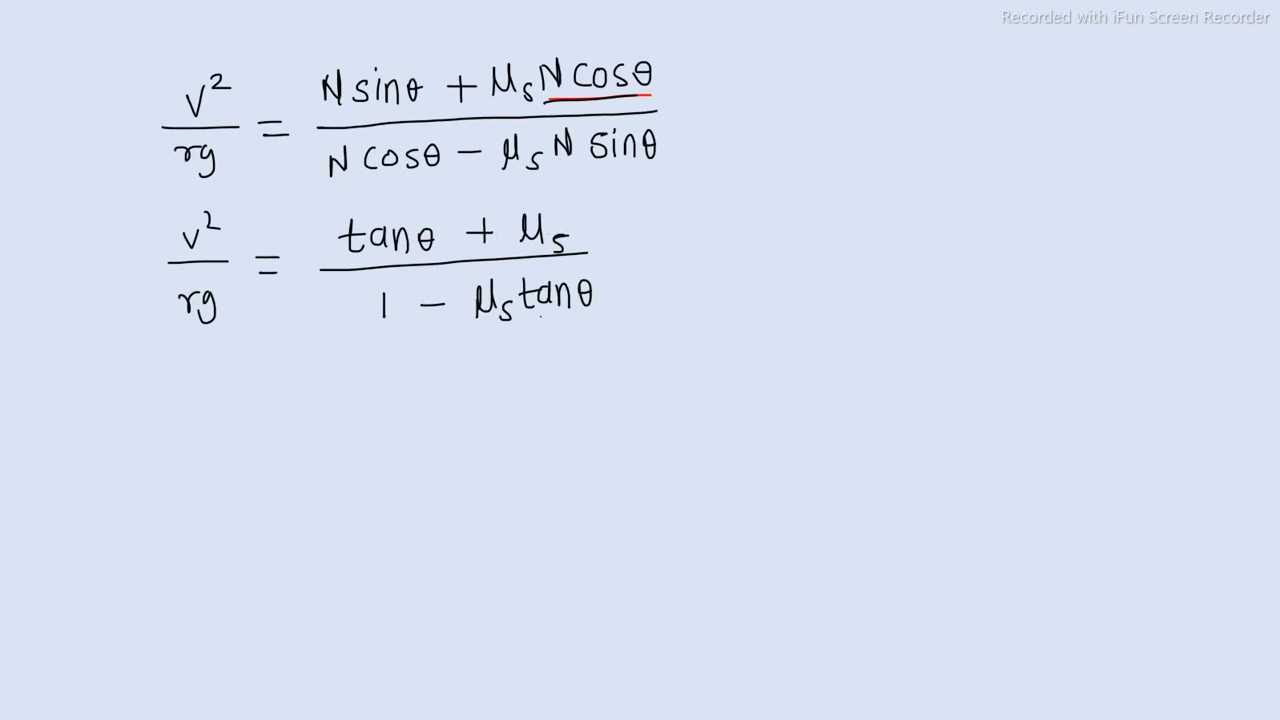 Recorded with iFun Screen Recorder
v²/rg = (N sinθ + μₛ N cosθ)/(N cosθ − μₛ N sinθ)
v²/rg = (tanθ + μₛ)/(1 − μₛ tanθ)